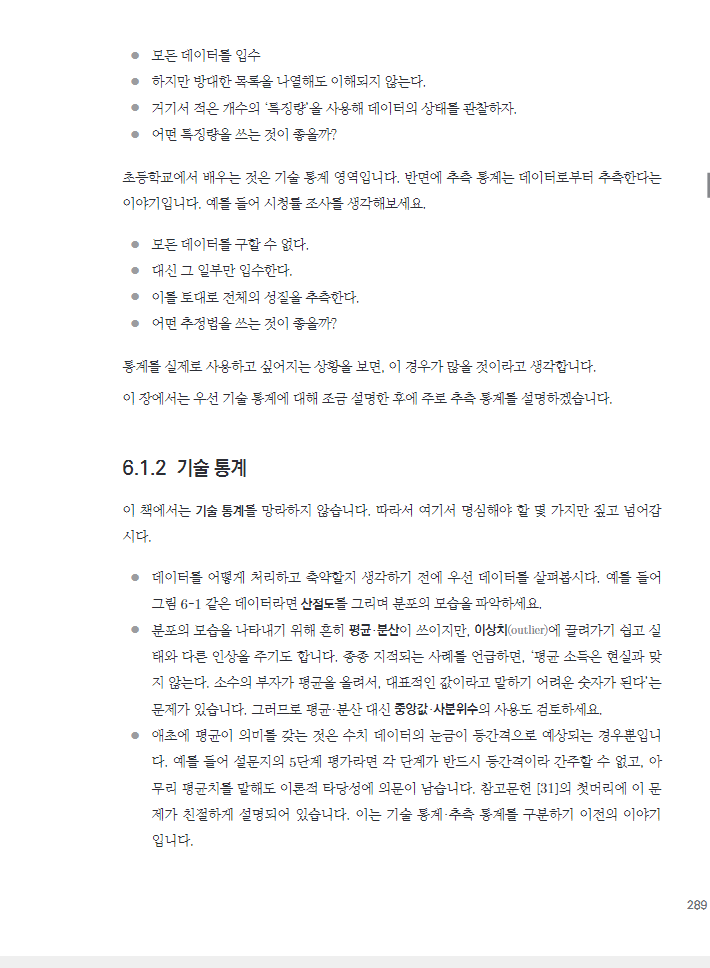 ● 모든 데이터를 입수
● 하지만 방대한 목록을 나열해도 이해되지 않는다.
● 거기서 적은 개수의 ‘특징량’을 사용해 데이터의 상태를 관찰하자.
● 어떤 특징량을 쓰는 것이 좋을까?
초등학교에서 배우는 것은 기술 통계 영역입니다. 반면에 추측 통계는 데이터로부터 추측한다는
이야기입니다. 예를 들어 시청률 조사를 생각해보세요.
● 모든 데이터를 구할 수 없다.
● 대신 그 일부만 입수한다.
● 이를 토대로 전체의 성질을 추측한다.
● 어떤 추정법을 쓰는 것이 좋을까?
통계를 실제로 사용하고 싶어지는 상황을 보면, 이 경우가 많을 것이라고 생각합니다.
이 장에서는 우선 기술 통계에 대해 조금 설명한 후에 주로 추측 통계를 설명하겠습니다.
6.1.2 기술 통계
이 책에서는 기술 통계를 망라하지 않습니다. 따라서 여기서 명심해야 할 몇 가지만 짚고 넘어갑
시다.
● 데이터를 어떻게 처리하고 축약할지 생각하기 전에 우선 데이터를 살펴봅시다. 예를 들어
그림 6-1 같은 데이터라면 산점도를 그리며 분포의 모습을 파악하세요.
● 분포의 모습을 나타내기 위해 흔히 평균·분산이 쓰이지만, 이상치(outlier)에 끌려가기 쉽고 실
태와 다른 인상을 주기도 합니다. 종종 지적되는 사례를 언급하면, ‘평균 소득은 현실과 맞
지 않는다. 소수의 부자가 평균을 올려서, 대표적인 값이라고 말하기 어려운 숫자가 된다’는
문제가 있습니다. 그러므로 평균·분산 대신 중앙값·사분위수의 사용도 검토하세요.
● 애초에 평균이 의미를 갖는 것은 수치 데이터의 눈금이 등간격으로 예상되는 경우뿐입니
다. 예를 들어 설문지의 5단계 평가라면 각 단계가 반드시 등간격이라 간주할 수 없고, 아
무리 평균치를 말해도 이론적 타당성에 의문이 남습니다. 참고문헌 [31]의 첫머리에 이 문
제가 친절하게 설명되어 있습니다. 이는 기술 통계·추측 통계를 구분하기 이전의 이야기
입니다.
289